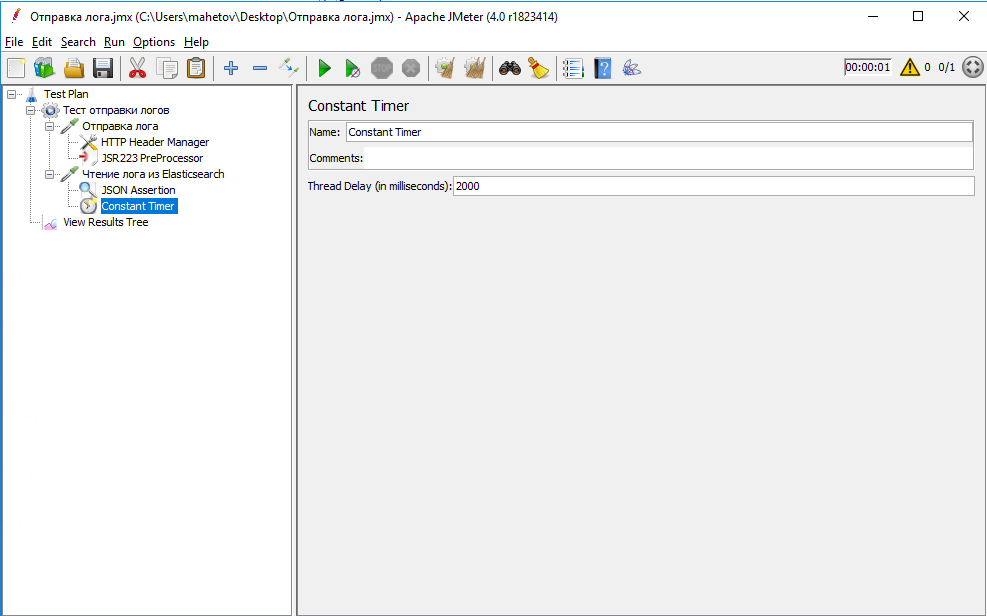 Отправка лога.jmx (C:\Users\mahetov\Desktop\Отправка лога.jmx) - Apache JMeter (4.0 r1823414)
File Edit Search Run Options Help
STOP
00:00:01 0 0/1
Test Plan
Тест отправки логов
Отправка лога
HTTP Header Manager
JSR223 PreProcessor
Чтение лога из Elasticsearch
JSON Assertion
Constant Timer
View Results Tree
Constant Timer
Name: Constant Timer
Comments:
Thread Delay (in milliseconds): 2000